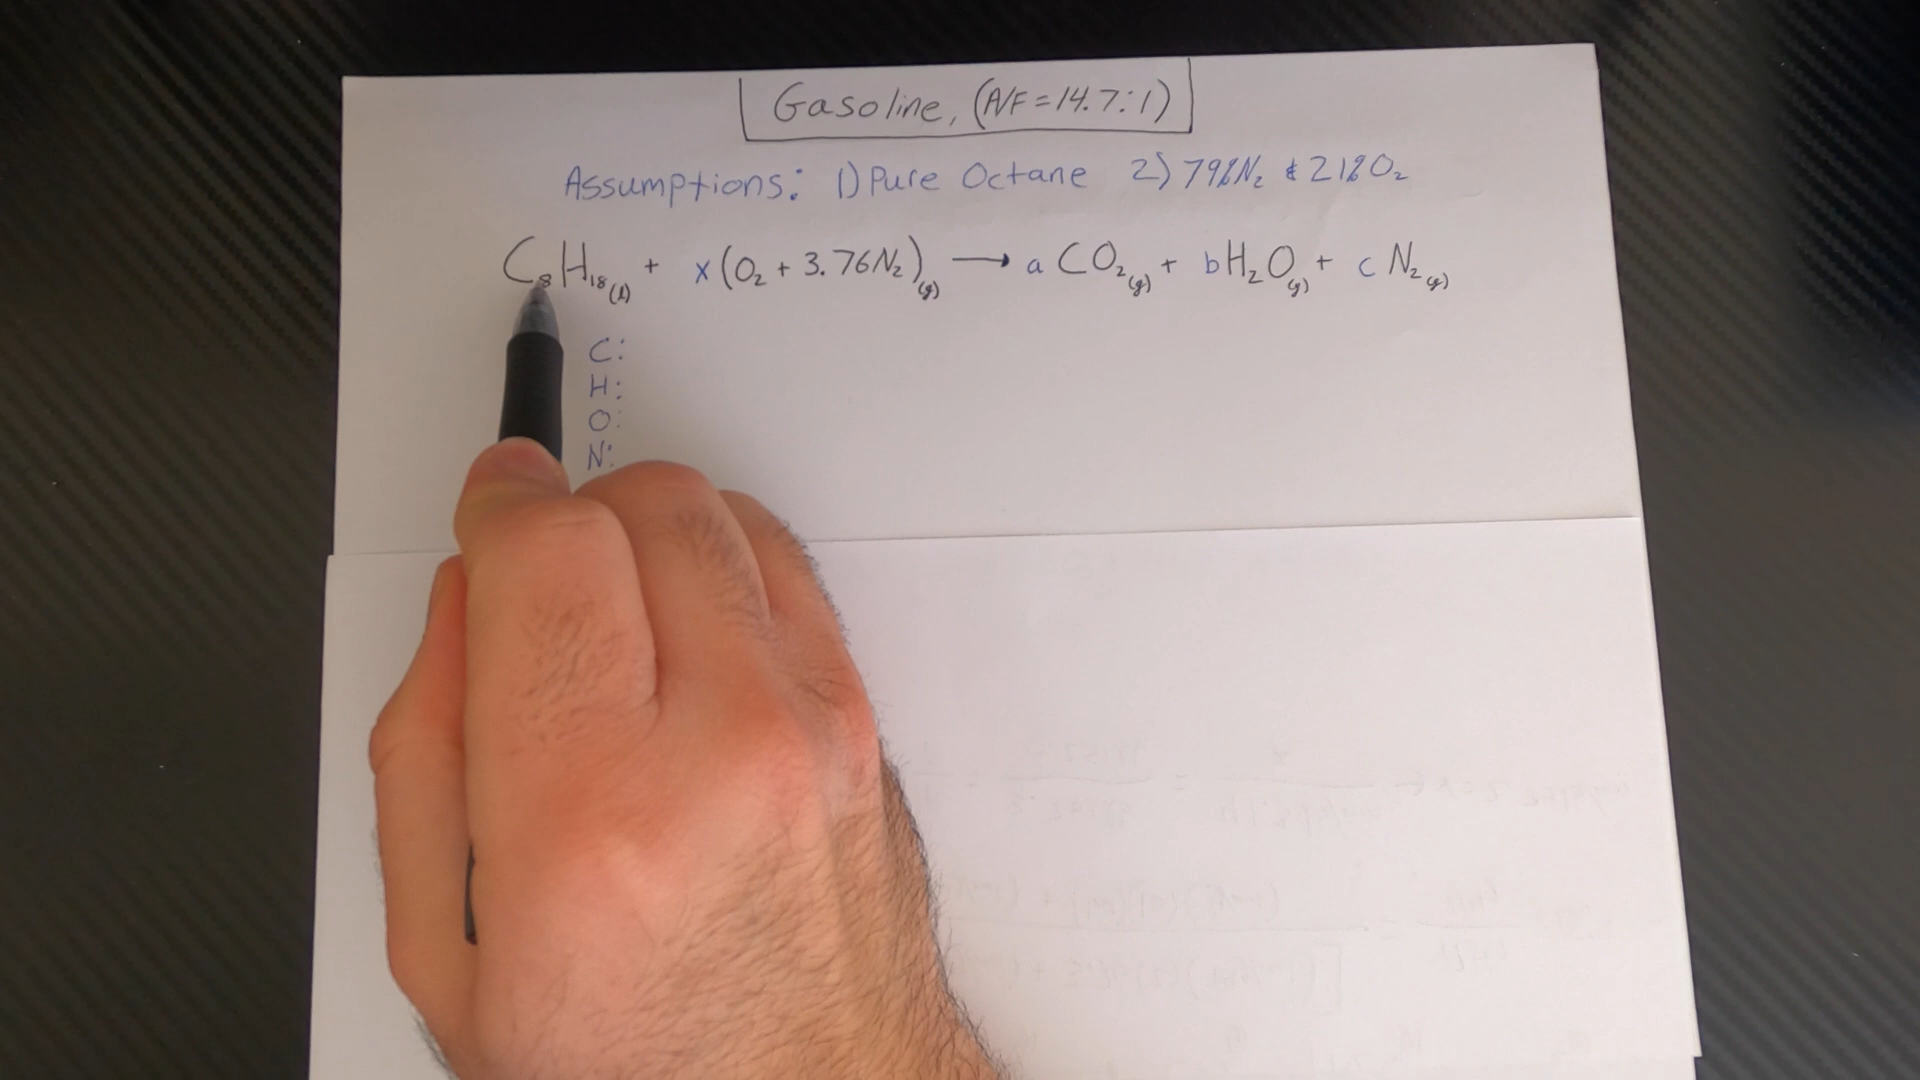 Gasoline, (A/F = 14.7:1)
Assumptions: 1) Pure Octane 2) 79% N₂ & 21% O₂
C₈H₁₈(l) + x(O₂ + 3.76N₂)(g) → a CO₂(g) + b H₂O(g) + c N₂(g)
C:
H:
O:
N: